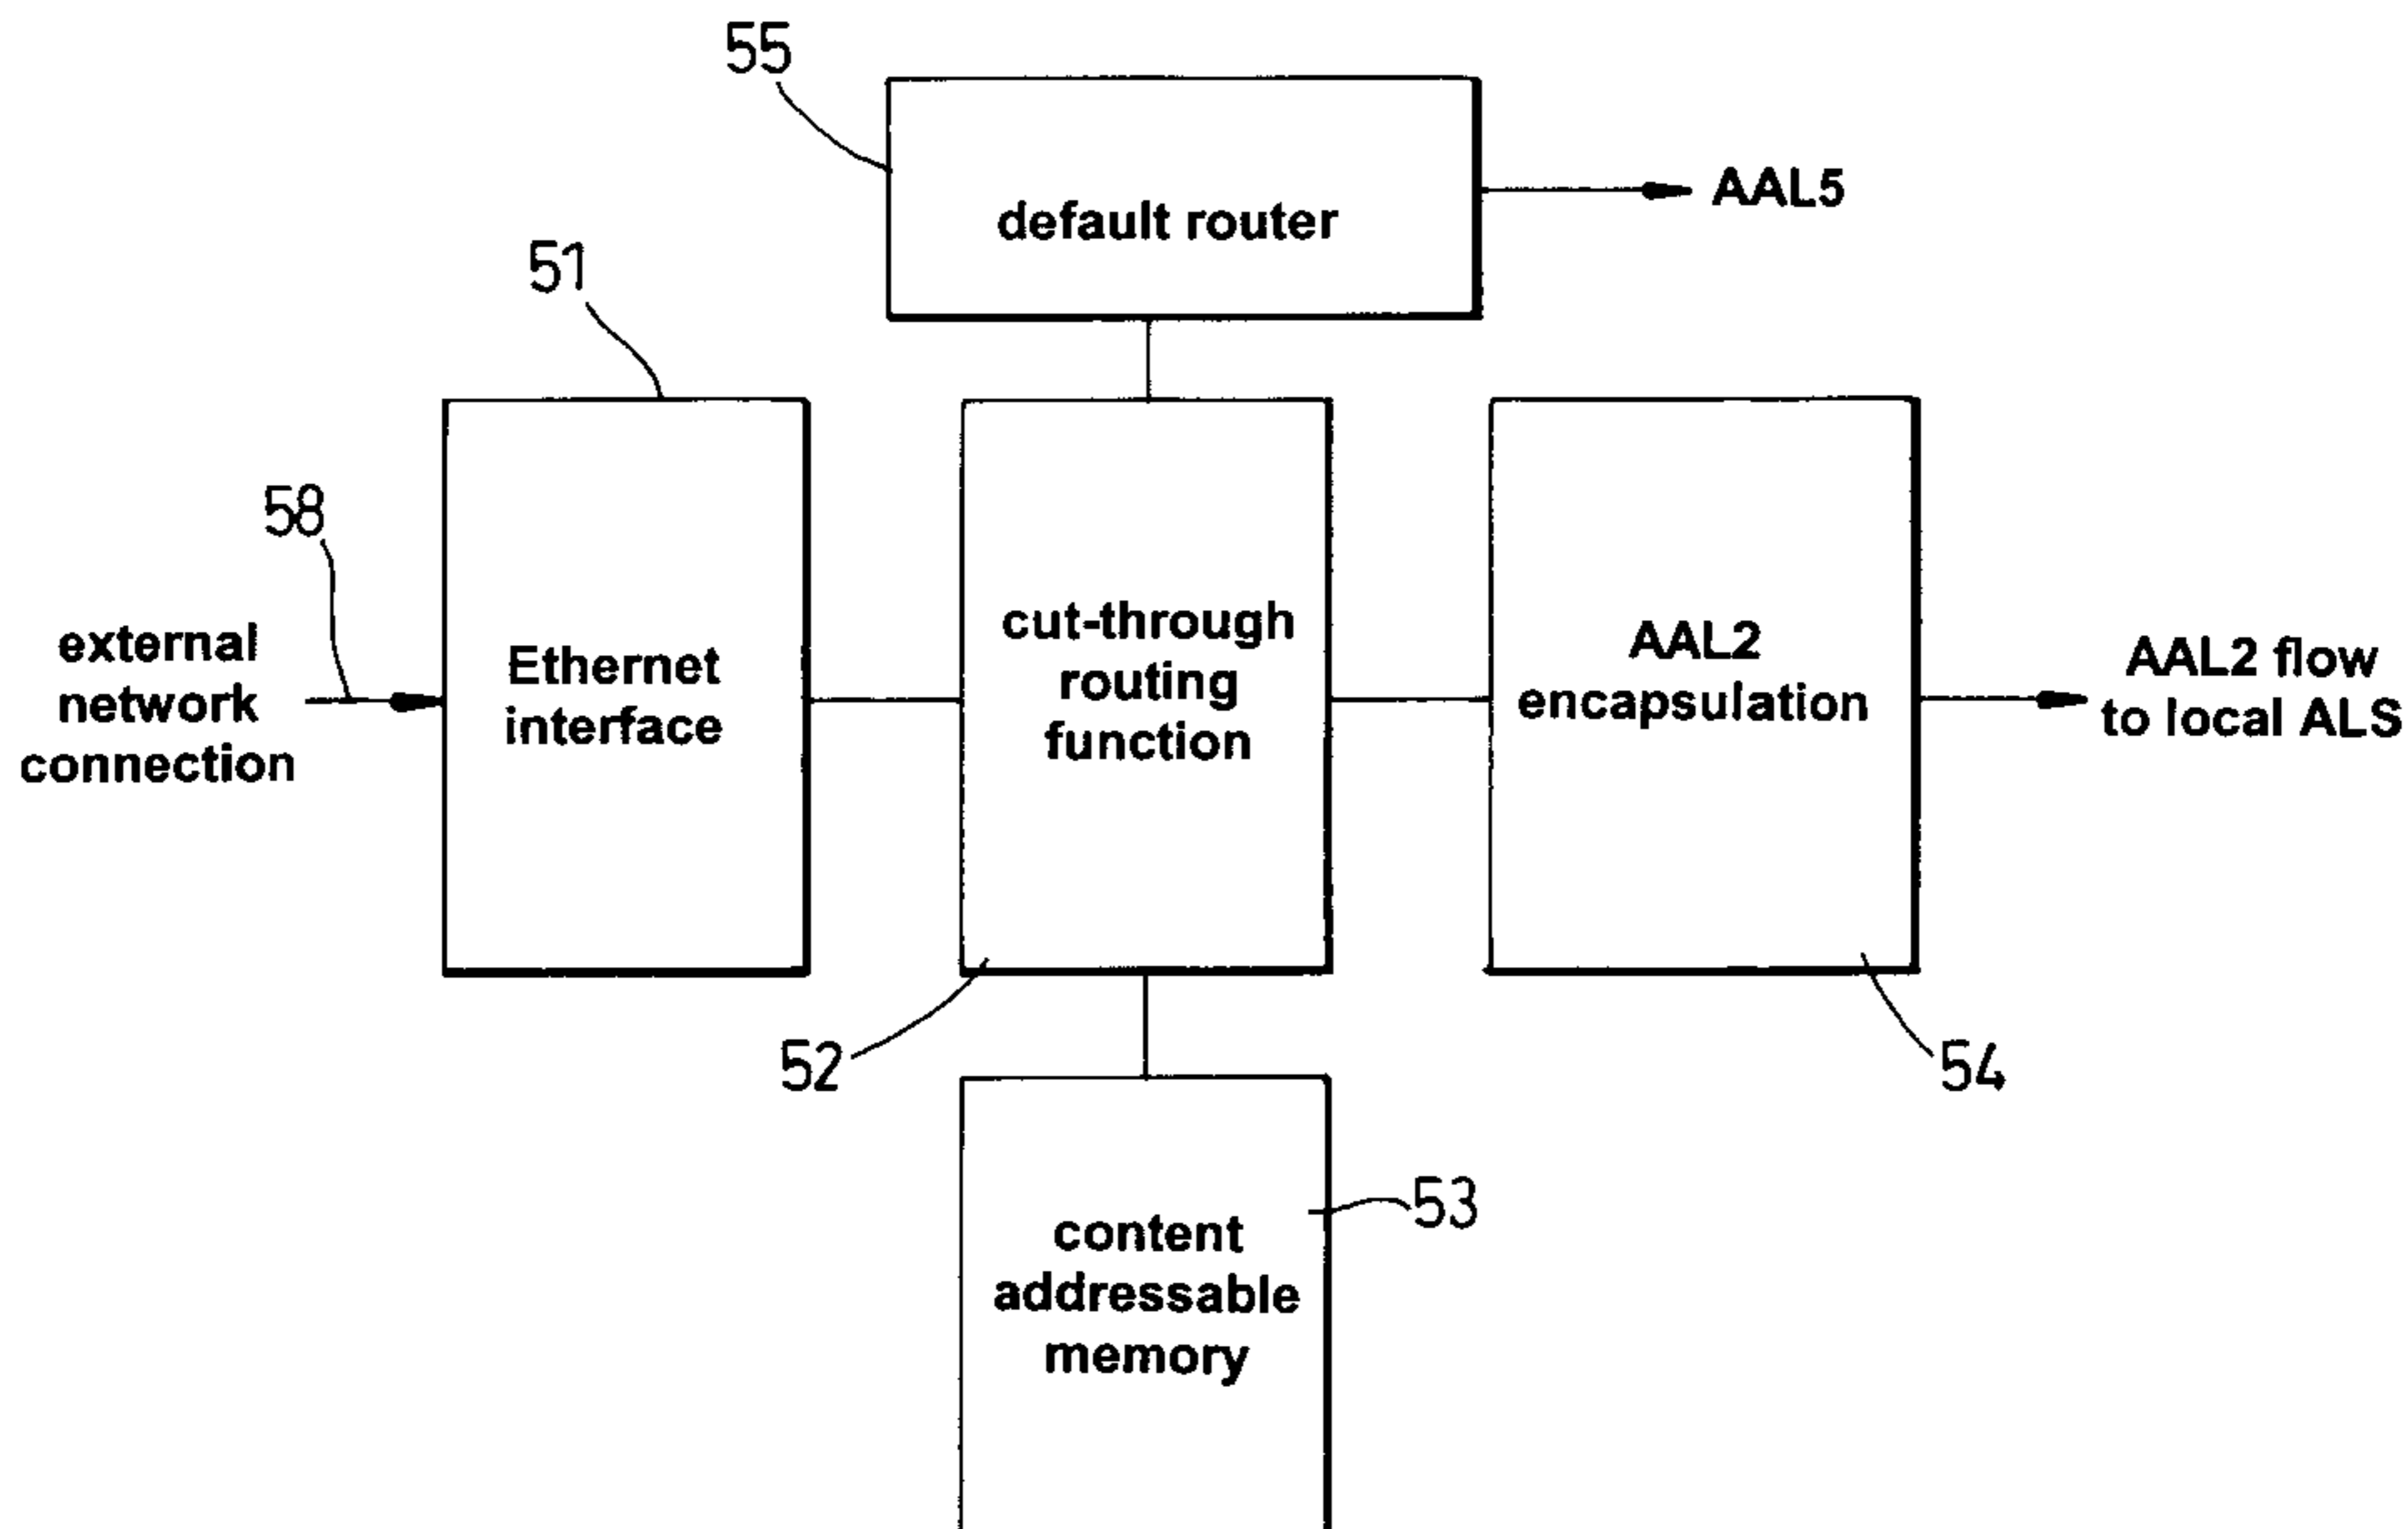 55
default router
AAL5
51
58
external
network
connection
Ethernet
interface
cut-through
routing
function
AAL2
encapsulation
AAL2 flow
to local ALS
52
54
53
content
addressable
memory